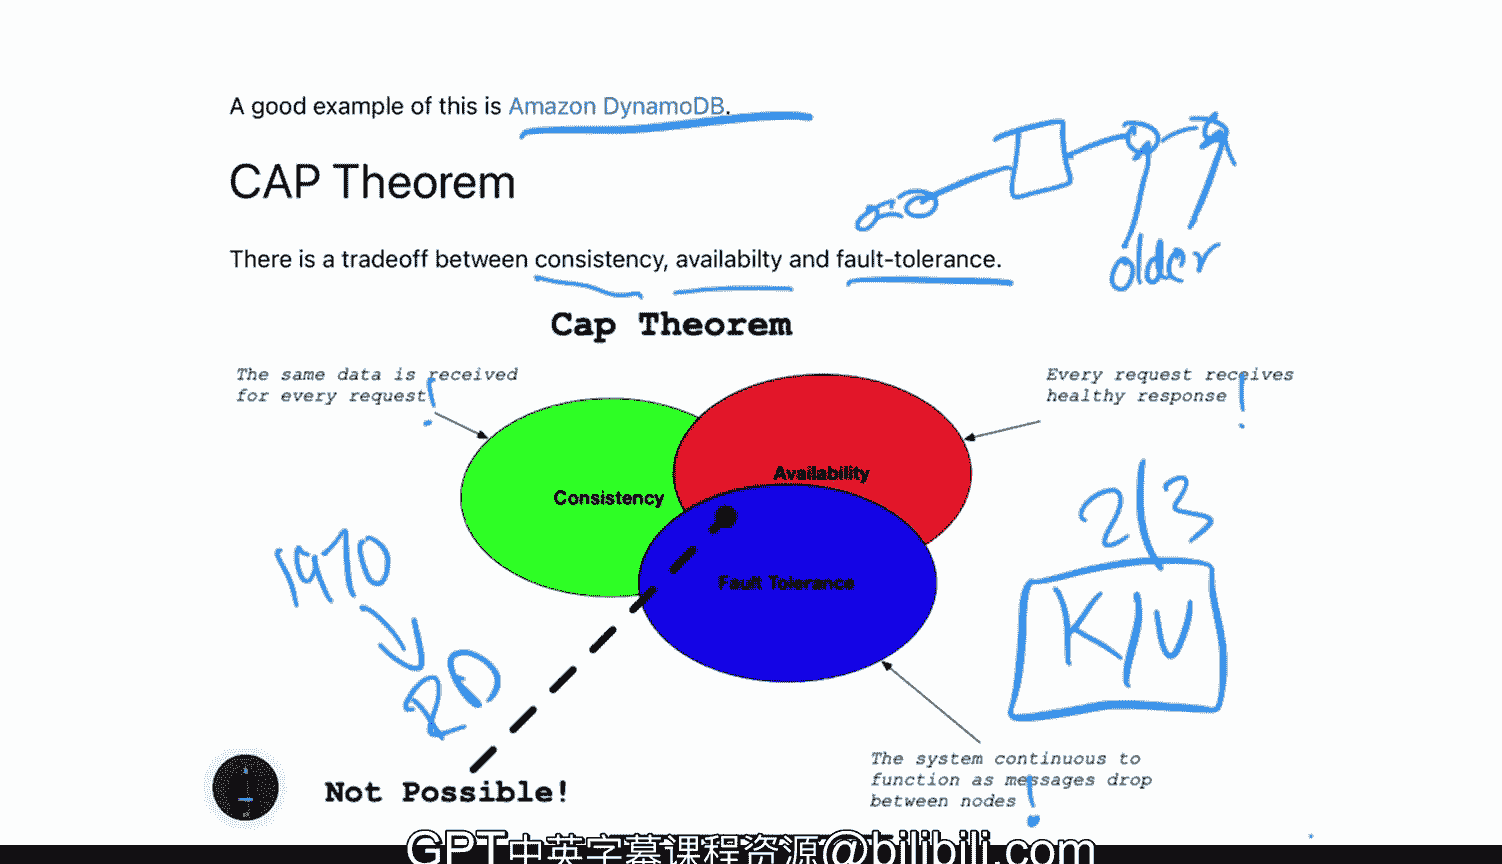 A good example of this is Amazon DynamoDB.
CAP Theorem
There is a tradeoff between consistency, availabilty and fault-tolerance.
older
Cap Theorem
The same data is received
for every request
!
Every request receives
healthy response
!
Availability
Consistency
2/3
1970
Fault Tolerance
K/V
RD
The system continuous to
function as messages drop
between nodes
!
Not Possible!
GPT中英字幕课程资源@bilibili.com